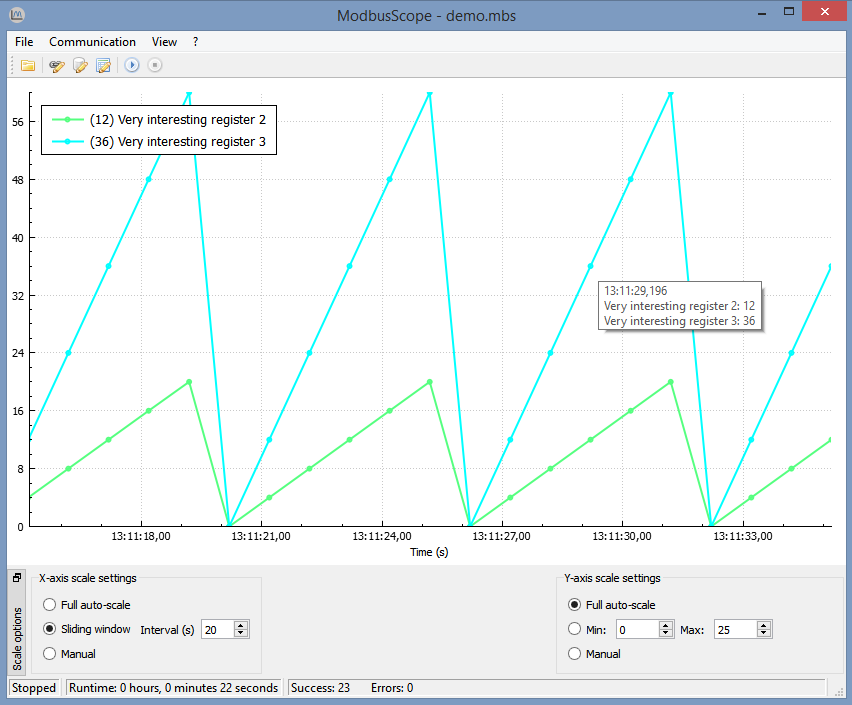 ModbusScope - demo.mbs
File Communication View ?
(12) Very interesting register 2
(36) Very interesting register 3
56
48
40
32
24
16
8
0
13:11:29,196
Very interesting register 2: 12
Very interesting register 3: 36
13:11:18,00 13:11:21,00 13:11:24,00 13:11:27,00 13:11:30,00 13:11:33,00
Time (s)
Scale options
X-axis scale settings
Full auto-scale
Sliding window Interval (s) 20
Manual
Y-axis scale settings
Full auto-scale
Min: 0 Max: 25
Manual
Stopped Runtime: 0 hours, 0 minutes 22 seconds Success: 23 Errors: 0